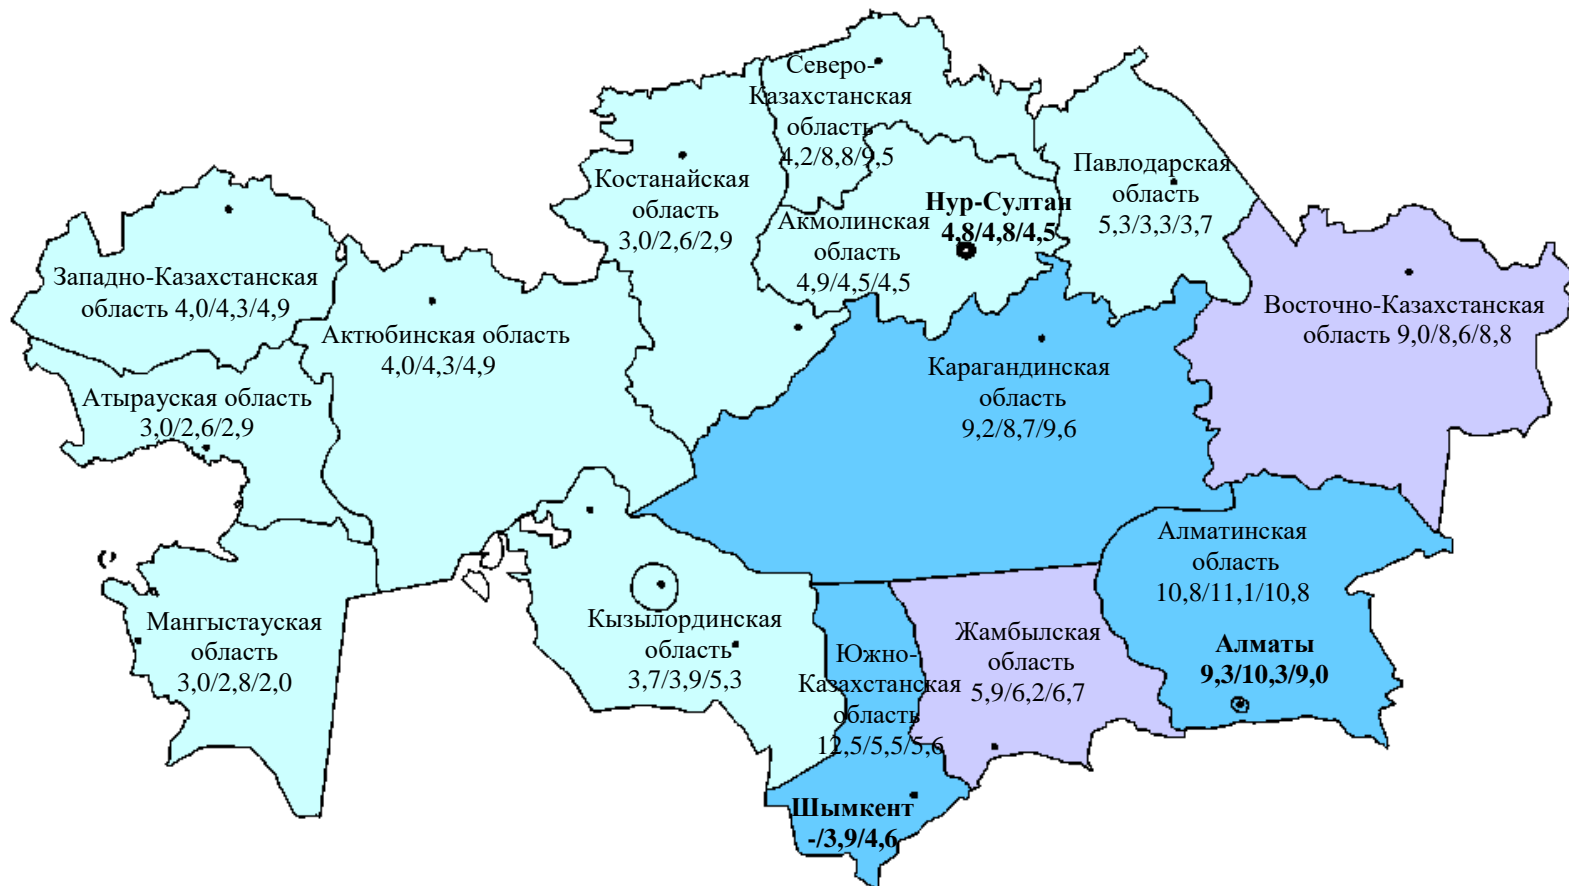 Северо-
Казахстанская
область
4,2/8,8/9,5
Костанайская
область
3,0/2,6/2,9
Акмолинская
область
4,9/4,5/4,5
Нур-Султан
4,8/4,8/4,5
Павлодарская
область
5,3/3,3/3,7
Западно-Казахстанская
область 4,0/4,3/4,9
Актюбинская область
4,0/4,3/4,9
Атырауская область
3,0/2,6/2,9
Восточно-Казахстанская
область 9,0/8,6/8,8
Карагандинская
область
9,2/8,7/9,6
Мангыстауская
область
3,0/2,8/2,0
Кызылординская
область
3,7/3,9/5,3
Южно-
Казахстанская
область
12,5/5,5/5,6
Жамбылская
область
5,9/6,2/6,7
Алматинская
область
10,8/11,1/10,8
Алматы
9,3/10,3/9,0
Шымкент
-/3,9/4,6